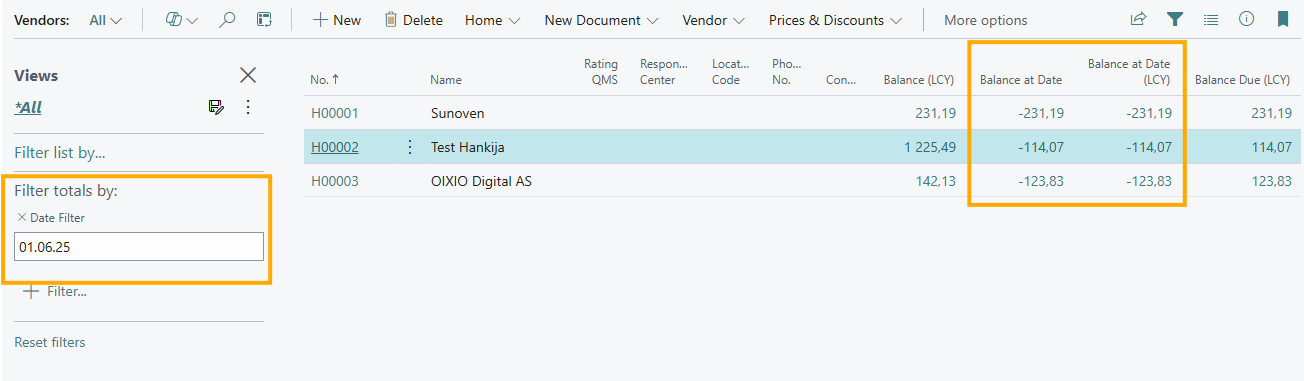 Vendors: All New Delete Home New Document Vendor Prices & Discounts More options
Views
*All
Filter list by...
Filter totals by:
× Date Filter
01.06.25
+ Filter...
Reset filters
No. ↑ Name Rating QMS Respon... Center Locat... Code Pho... No. Con... Balance (LCY) Balance at Date Balance at Date (LCY) Balance Due (LCY)
H00001 Sunoven 231,19 -231,19 -231,19 231,19
H00002 Test Hankija 1 225,49 -114,07 -114,07 114,07
H00003 OIXIO Digital AS 142,13 -123,83 -123,83 123,83